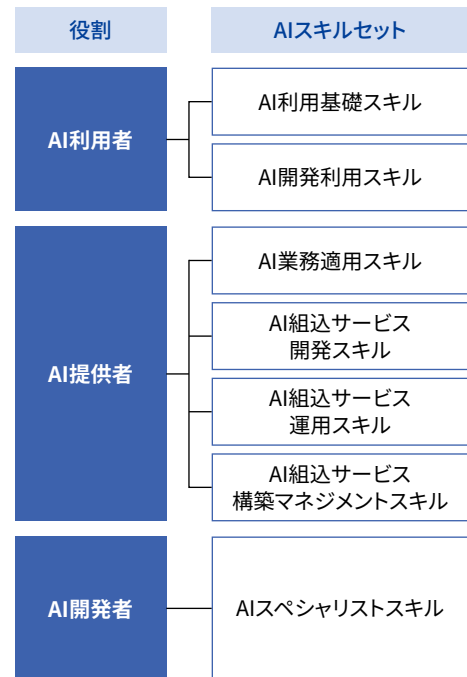 役割
AIスキルセット
AI利用者
AI利用基礎スキル
AI開発利用スキル
AI提供者
AI業務適用スキル
AI組込サービス
開発スキル
AI組込サービス
運用スキル
AI組込サービス
構築マネジメントスキル
AI開発者
AIスペシャリストスキル